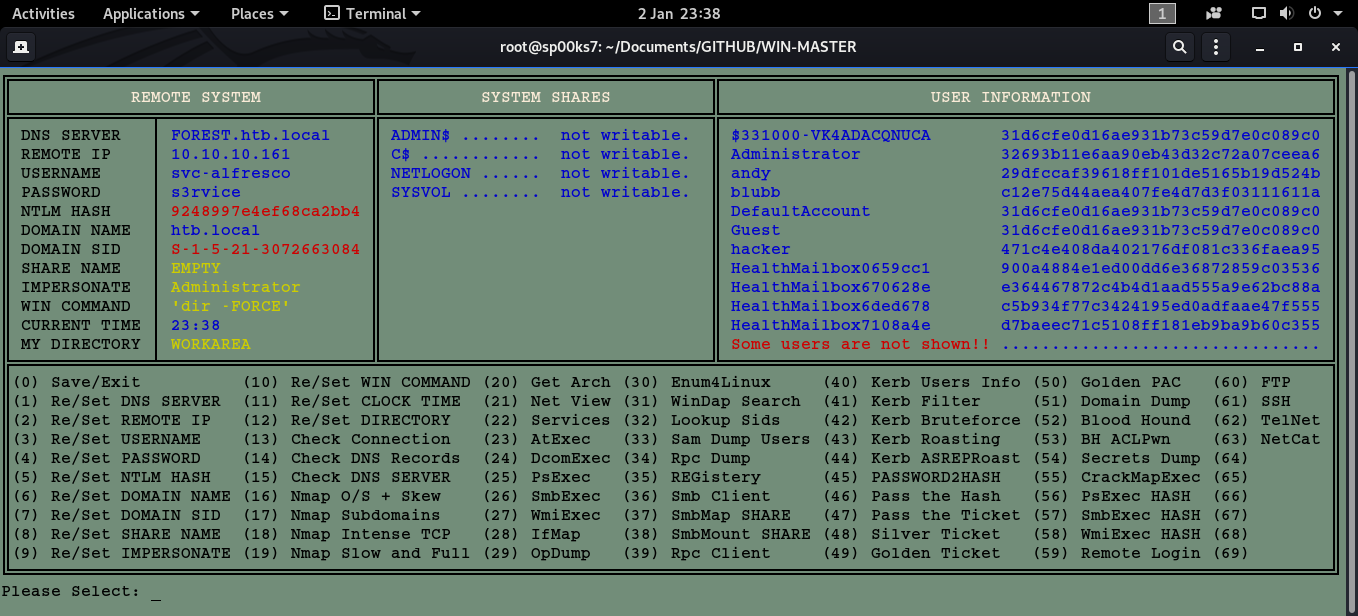 Activities Applications Places Terminal 2 Jan 23:38 1
root@sp00ks7: ~/Documents/GITHUB/WIN-MASTER
REMOTE SYSTEM SYSTEM SHARES USER INFORMATION
DNS SERVER FOREST.htb.local ADMIN$ ........ not writable. $331000-VK4ADACQNUCA 31d6cfe0d16ae931b73c59d7e0c089c0
REMOTE IP 10.10.10.161 C$ ............ not writable. Administrator 32693b11e6aa90eb43d32c72a07ceea6
USERNAME svc-alfresco NETLOGON ...... not writable. andy 29dfccaf39618ff101de5165b19d524b
PASSWORD s3rvice SYSVOL ........ not writable. blubb c12e75d44aea407fe4d7d3f03111611a
NTLM HASH 9248997e4ef68ca2bb4 DefaultAccount 31d6cfe0d16ae931b73c59d7e0c089c0
DOMAIN NAME htb.local Guest 31d6cfe0d16ae931b73c59d7e0c089c0
DOMAIN SID S-1-5-21-3072663084 hacker 471c4e408da402176df081c336faea95
SHARE NAME EMPTY HealthMailbox0659cc1 900a4884e1ed00dd6e36872859c03536
IMPERSONATE Administrator HealthMailbox670628e e364467872c4b4d1aad555a9e62bc88a
WIN COMMAND 'dir -FORCE' HealthMailbox6ded678 c5b934f77c3424195ed0adfaae47f555
CURRENT TIME 23:38 HealthMailbox7108a4e d7baeec71c5108ff181eb9ba9b60c355
MY DIRECTORY WORKAREA Some users are not shown!! ................................
(0) Save/Exit (10) Re/Set WIN COMMAND (20) Get Arch (30) Enum4Linux (40) Kerb Users Info (50) Golden PAC (60) FTP
(1) Re/Set DNS SERVER (11) Re/Set CLOCK TIME (21) Net View (31) WinDap Search (41) Kerb Filter (51) Domain Dump (61) SSH
(2) Re/Set REMOTE IP (12) Re/Set DIRECTORY (22) Services (32) Lookup Sids (42) Kerb Bruteforce (52) Blood Hound (62) TelNet
(3) Re/Set USERNAME (13) Check Connection (23) AtExec (33) Sam Dump Users (43) Kerb Roasting (53) BH ACLPwn (63) NetCat
(4) Re/Set PASSWORD (14) Check DNS Records (24) DcomExec (34) Rpc Dump (44) Kerb ASREPRoast (54) Secrets Dump (64)
(5) Re/Set NTLM HASH (15) Check DNS SERVER (25) PsExec (35) REGistery (45) PASSWORD2HASH (55) CrackMapExec (65)
(6) Re/Set DOMAIN NAME (16) Nmap O/S + Skew (26) SmbExec (36) Smb Client (46) Pass the Hash (56) PsExec HASH (66)
(7) Re/Set DOMAIN SID (17) Nmap Subdomains (27) WmiExec (37) SmbMap SHARE (47) Pass the Ticket (57) SmbExec HASH (67)
(8) Re/Set SHARE NAME (18) Nmap Intense TCP (28) IfMap (38) SmbMount SHARE (48) Silver Ticket (58) WmiExec HASH (68)
(9) Re/Set IMPERSONATE (19) Nmap Slow and Full (29) OpDump (39) Rpc Client (49) Golden Ticket (59) Remote Login (69)
Please Select: _